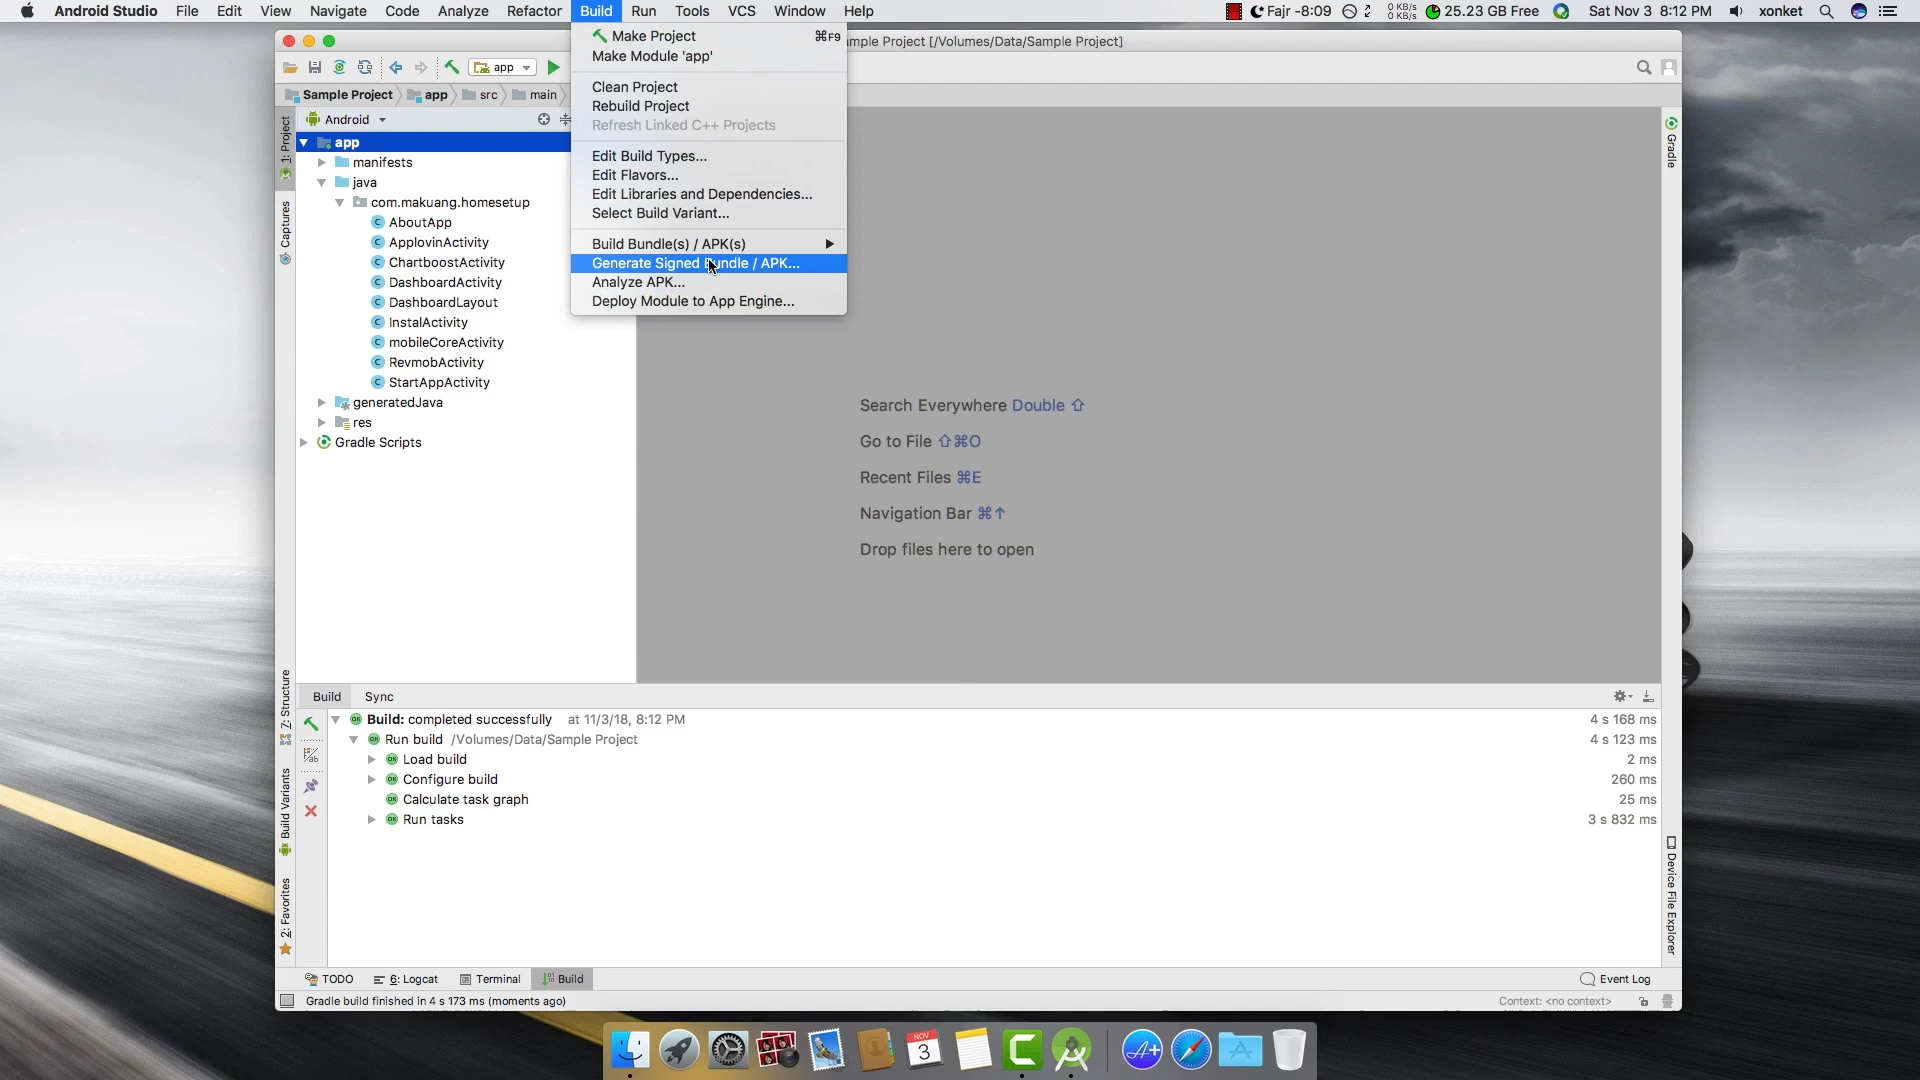 Android Studio File Edit View Navigate Code Analyze Refactor Build Run Tools VCS Window Help
Fajr -8:09 0 KB/s 0 KB/s 25.23 GB Free Sat Nov 3 8:12 PM xonket
Make Project ⌘F9
mple Project [/Volumes/Data/Sample Project]
Make Module 'app'
app
Clean Project
Sample Project app src main
Rebuild Project
Android
Refresh Linked C++ Projects
1: Project
Gradle
app
manifests
Edit Build Types...
Edit Flavors...
java
Edit Libraries and Dependencies...
com.makuang.homesetup
Select Build Variant...
Captures
AboutApp
ApplovinActivity
Build Bundle(s) / APK(s)
ChartboostActivity
Generate Signed Bundle / APK...
DashboardActivity
Analyze APK...
DashboardLayout
Deploy Module to App Engine...
InstalActivity
mobileCoreActivity
RevmobActivity
StartAppActivity
generatedJava
res
Gradle Scripts
Search Everywhere Double ⇧
Go to File ⇧⌘O
Recent Files ⌘E
Navigation Bar ⌘↑
Drop files here to open
Z: Structure
Build Variants
2: Favorites
Device File Explorer
Build Sync
Build: completed successfully at 11/3/18, 8:12 PM 4 s 168 ms
Run build /Volumes/Data/Sample Project 4 s 123 ms
Load build 2 ms
Configure build 260 ms
Calculate task graph 25 ms
Run tasks 3 s 832 ms
TODO 6: Logcat Terminal Build Event Log
Gradle build finished in 4 s 173 ms (moments ago) Context: <no context>
NOV
3